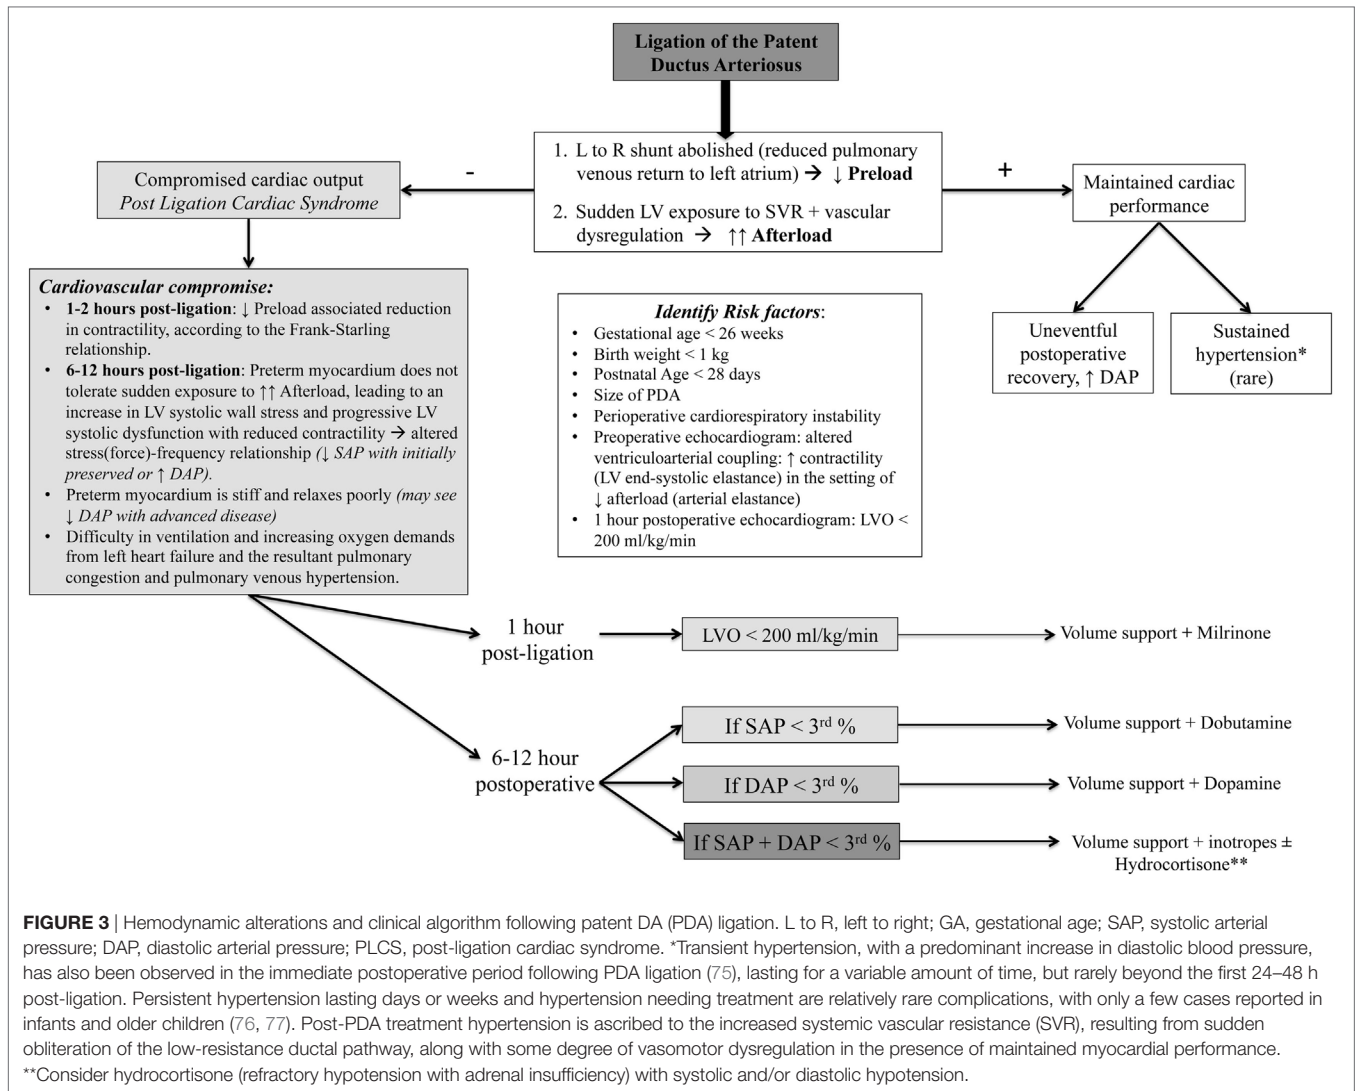 Ligation of the Patent
Ductus Arteriosus
1. L to R shunt abolished (reduced pulmonary
venous return to left atrium) → ↓ Preload
2. Sudden LV exposure to SVR + vascular
dysregulation → ↑↑ Afterload
-
+
Compromised cardiac output
Post Ligation Cardiac Syndrome
Maintained cardiac
performance
Cardiovascular compromise:
• 1-2 hours post-ligation: ↓ Preload associated reduction
in contractility, according to the Frank-Starling
relationship.
• 6-12 hours post-ligation: Preterm myocardium does not
tolerate sudden exposure to ↑↑ Afterload, leading to an
increase in LV systolic wall stress and progressive LV
systolic dysfunction with reduced contractility → altered
stress(force)-frequency relationship (↓ SAP with initially
preserved or ↑ DAP).
• Preterm myocardium is stiff and relaxes poorly (may see
↓ DAP with advanced disease)
• Difficulty in ventilation and increasing oxygen demands
from left heart failure and the resultant pulmonary
congestion and pulmonary venous hypertension.
Identify Risk factors:
• Gestational age < 26 weeks
• Birth weight < 1 kg
• Postnatal Age < 28 days
• Size of PDA
• Perioperative cardiorespiratory instability
• Preoperative echocardiogram: altered
ventriculoarterial coupling: ↑ contractility
(LV end-systolic elastance) in the setting of
↓ afterload (arterial elastance)
• 1 hour postoperative echocardiogram: LVO <
200 ml/kg/min
Uneventful
postoperative
recovery, ↑ DAP
Sustained
hypertension*
(rare)
1 hour
post-ligation
LVO < 200 ml/kg/min
Volume support + Milrinone
6-12 hour
postoperative
If SAP < 3rd %
Volume support + Dobutamine
If DAP < 3rd %
Volume support + Dopamine
If SAP + DAP < 3rd %
Volume support + inotropes ±
Hydrocortisone**
FIGURE 3 | Hemodynamic alterations and clinical algorithm following patent DA (PDA) ligation. L to R, left to right; GA, gestational age; SAP, systolic arterial
pressure; DAP, diastolic arterial pressure; PLCS, post-ligation cardiac syndrome. *Transient hypertension, with a predominant increase in diastolic blood pressure,
has also been observed in the immediate postoperative period following PDA ligation (75), lasting for a variable amount of time, but rarely beyond the first 24–48 h
post-ligation. Persistent hypertension lasting days or weeks and hypertension needing treatment are relatively rare complications, with only a few cases reported in
infants and older children (76, 77). Post-PDA treatment hypertension is ascribed to the increased systemic vascular resistance (SVR), resulting from sudden
obliteration of the low-resistance ductal pathway, along with some degree of vasomotor dysregulation in the presence of maintained myocardial performance.
**Consider hydrocortisone (refractory hypotension with adrenal insufficiency) with systolic and/or diastolic hypotension.